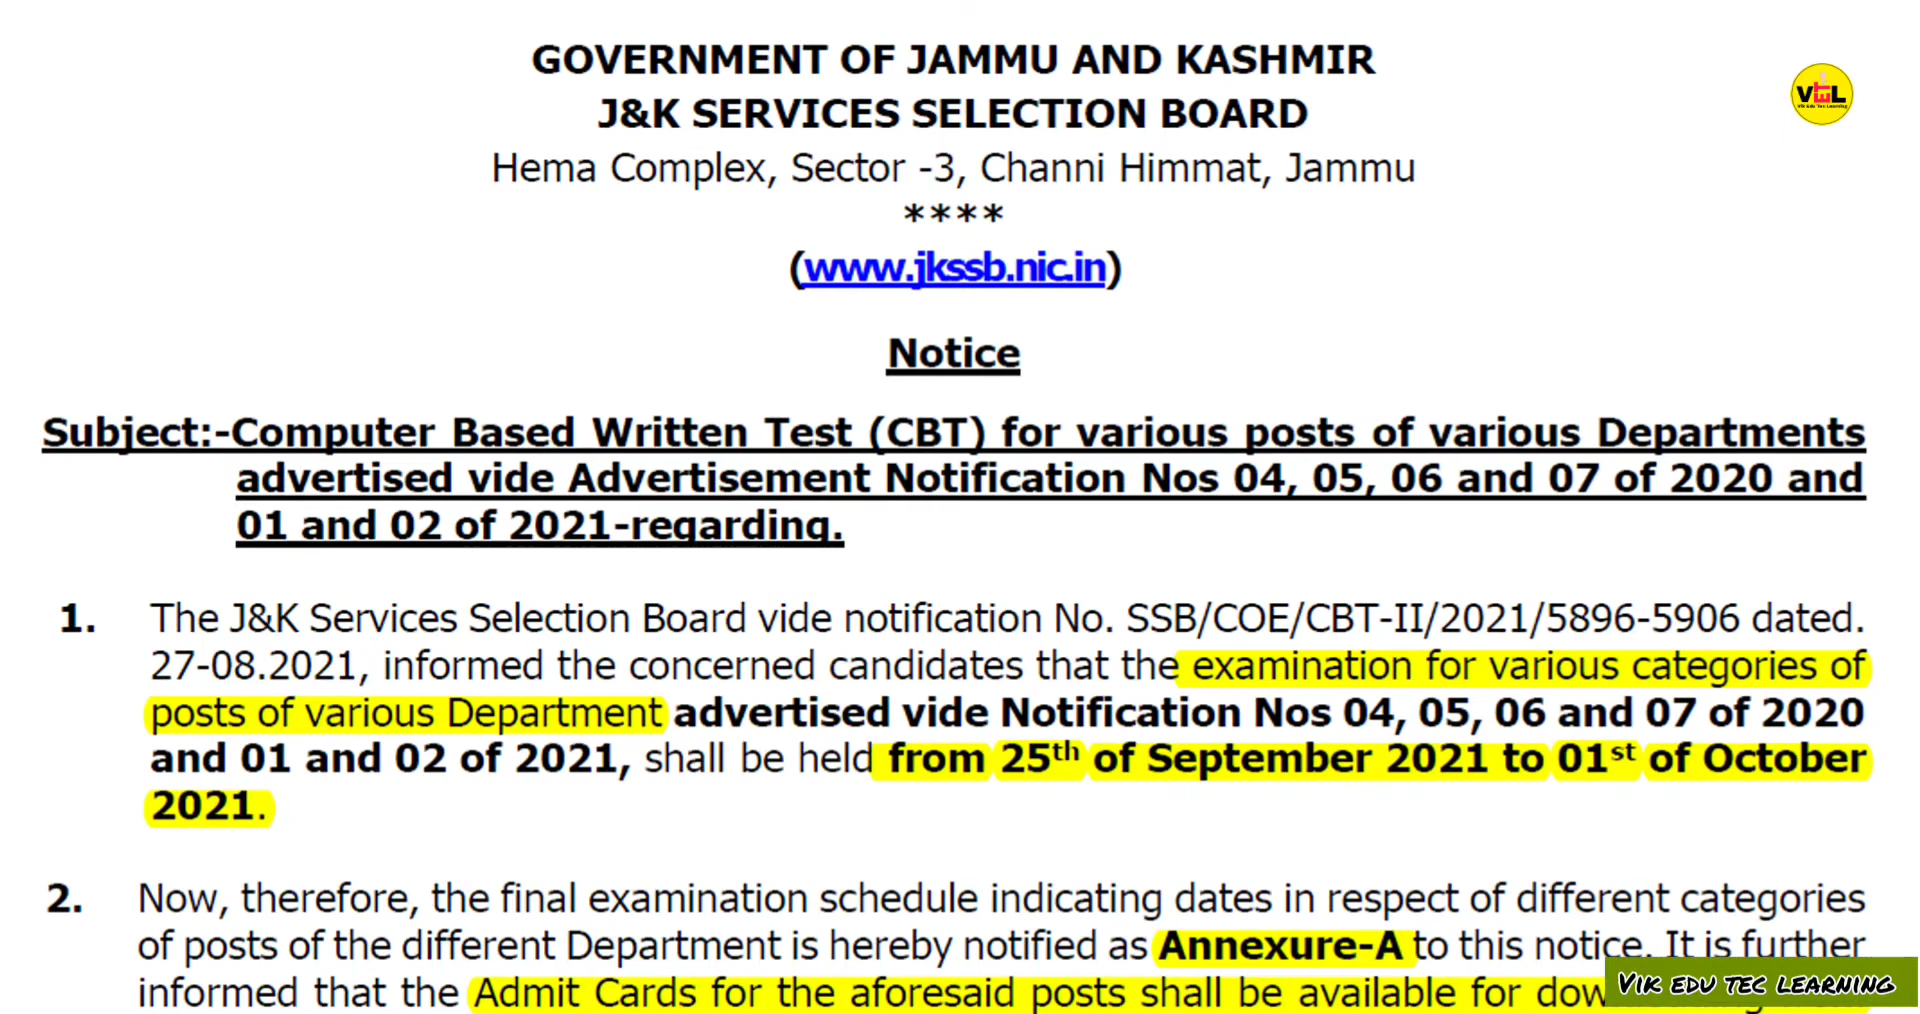 GOVERNMENT OF JAMMU AND KASHMIR
J&K SERVICES SELECTION BOARD
Hema Complex, Sector -3, Channi Himmat, Jammu
****
(www.jkssb.nic.in)
VEL
Vik Edu Tec Learning
Notice
Subject:-Computer Based Written Test (CBT) for various posts of various Departments
advertised vide Advertisement Notification Nos 04, 05, 06 and 07 of 2020 and
01 and 02 of 2021-regarding.
1. The J&K Services Selection Board vide notification No. SSB/COE/CBT-II/2021/5896-5906 dated.
27-08.2021, informed the concerned candidates that the examination for various categories of
posts of various Department advertised vide Notification Nos 04, 05, 06 and 07 of 2020
and 01 and 02 of 2021, shall be held from 25th of September 2021 to 01st of October
2021.
2. Now, therefore, the final examination schedule indicating dates in respect of different categories
of posts of the different Department is hereby notified as Annexure-A to this notice. It is further
informed that the Admit Cards for the aforesaid posts shall be available for
Vik edu tec learning